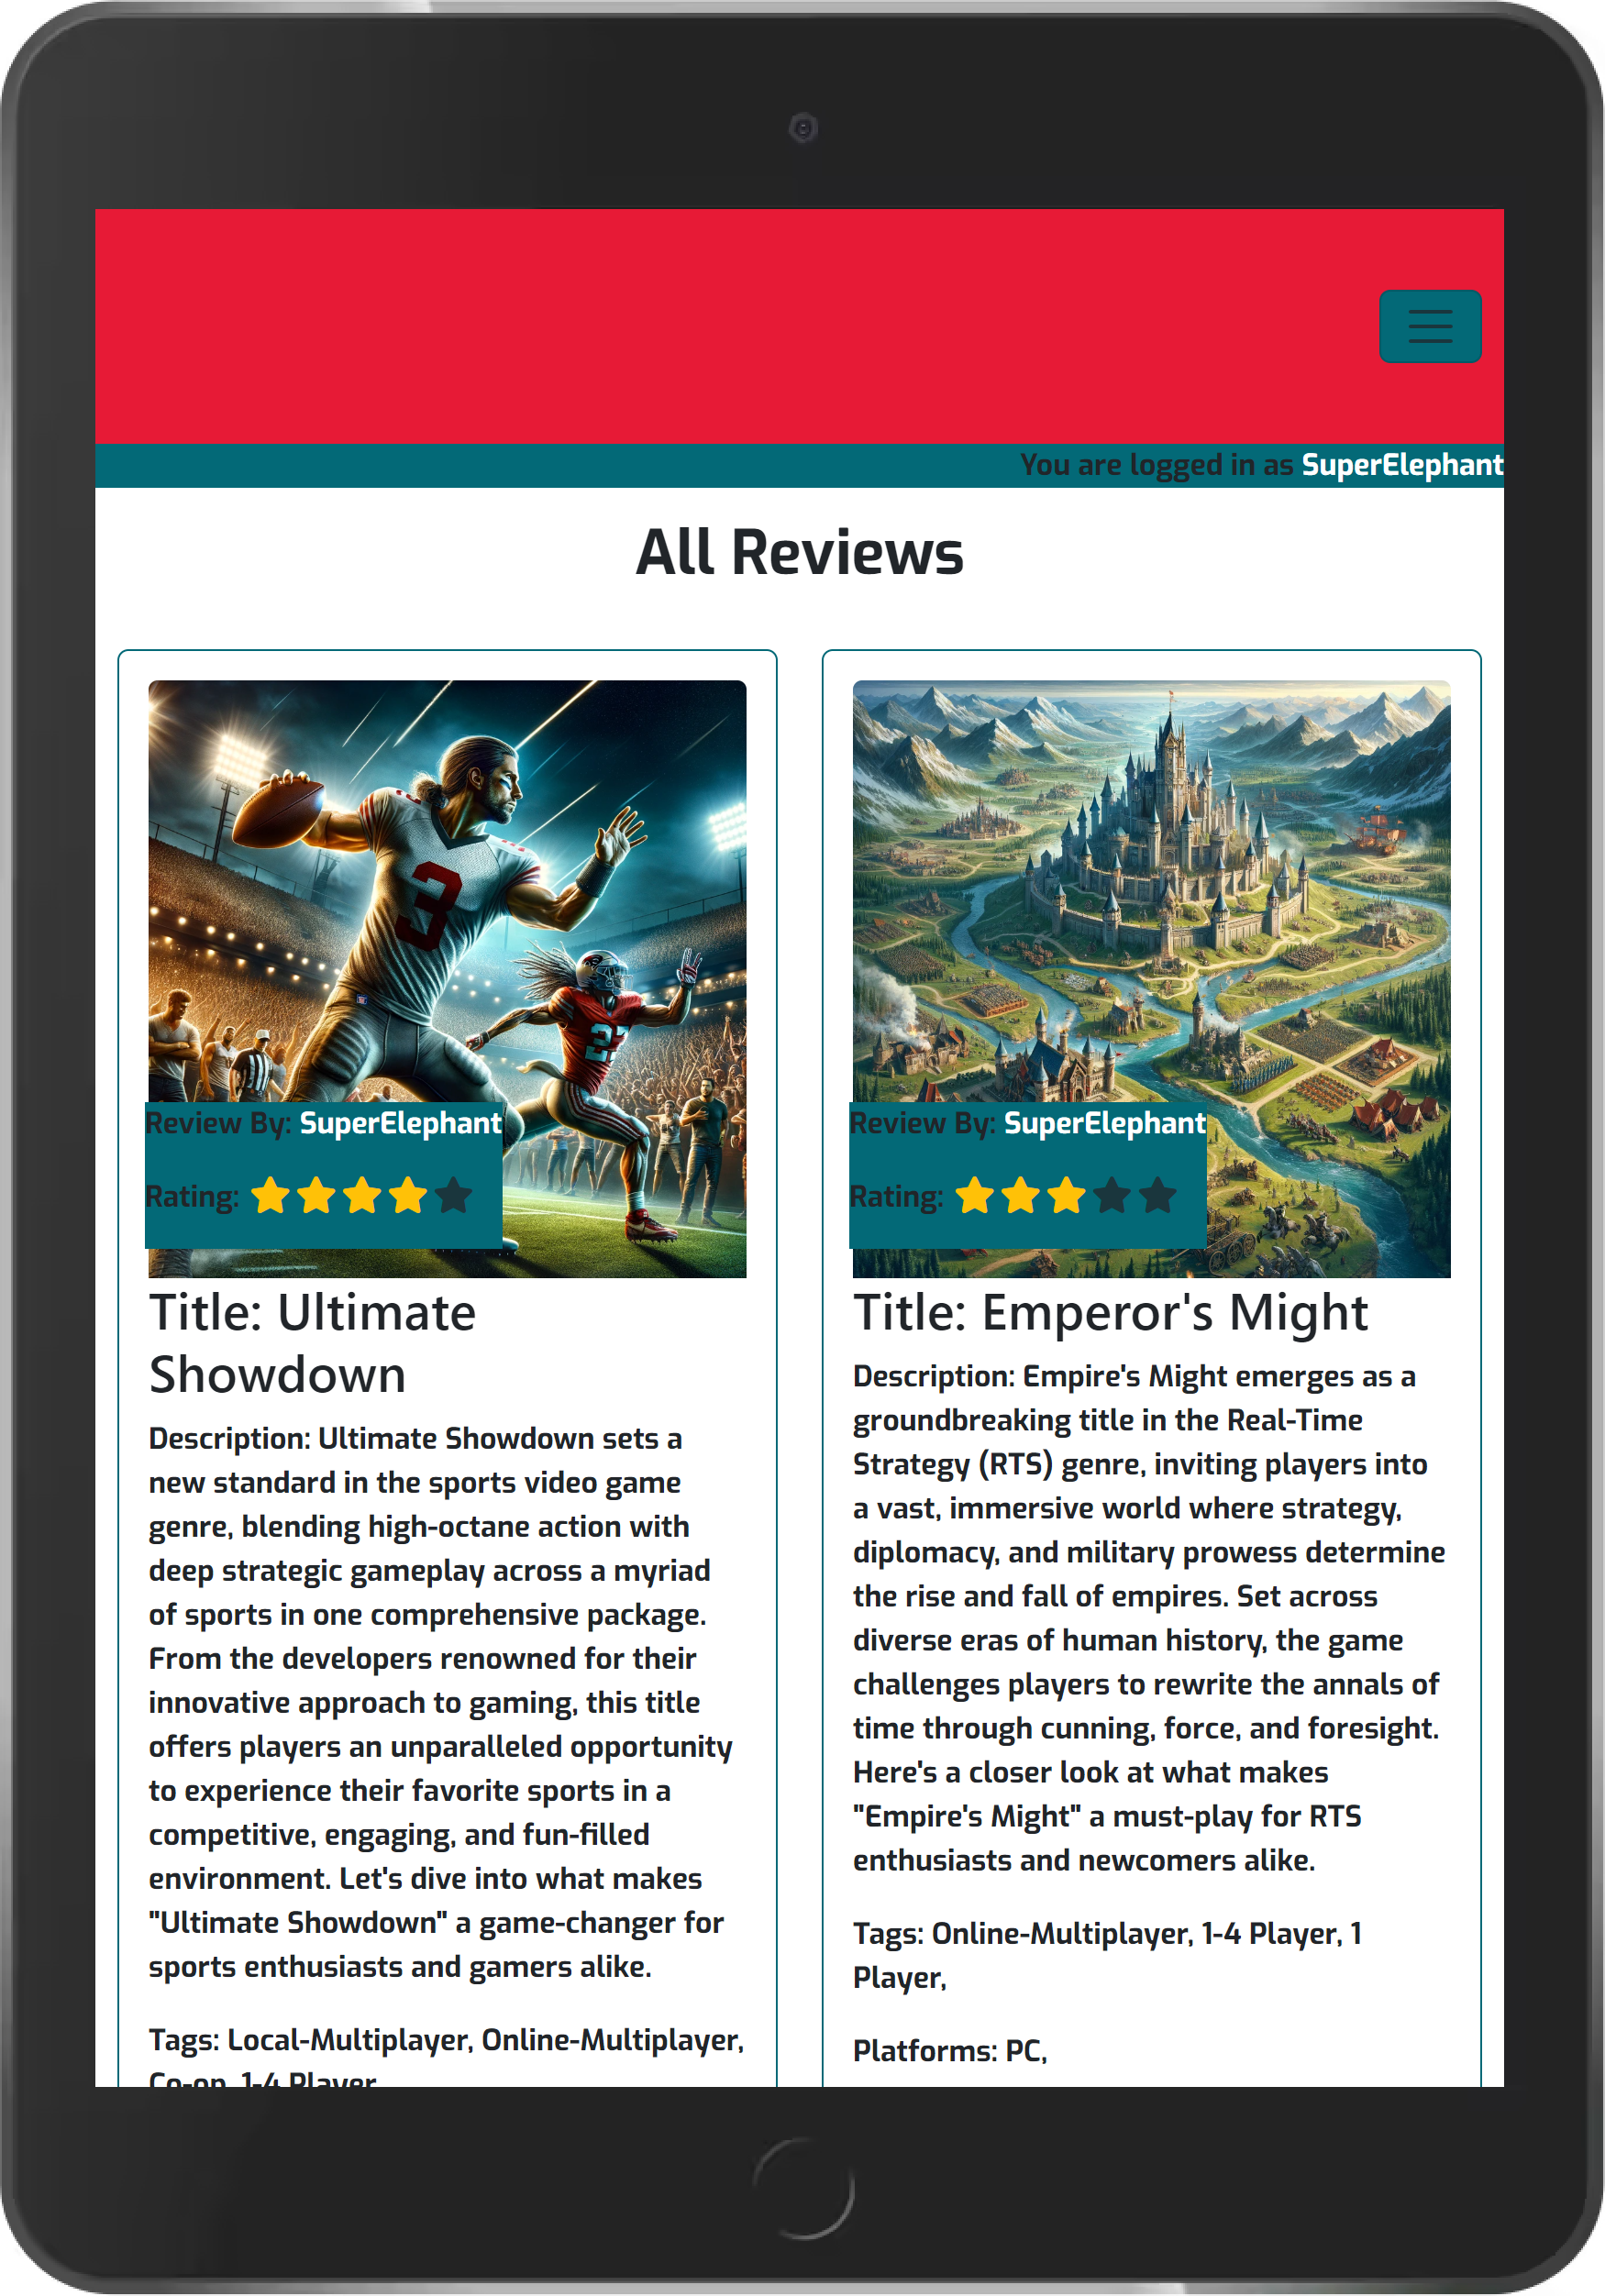 You are logged in as SuperElephant
All Reviews
3
23
Review By: SuperElephant
Rating:
Title: Ultimate
Showdown
Description: Ultimate Showdown sets a
new standard in the sports video game
genre, blending high-octane action with
deep strategic gameplay across a myriad
of sports in one comprehensive package.
From the developers renowned for their
innovative approach to gaming, this title
offers players an unparalleled opportunity
to experience their favorite sports in a
competitive, engaging, and fun-filled
environment. Let's dive into what makes
"Ultimate Showdown" a game-changer for
sports enthusiasts and gamers alike.
Tags: Local-Multiplayer, Online-Multiplayer,
Co-op, 1-4 Player
Review By: SuperElephant
Rating:
Title: Emperor's Might
Description: Empire's Might emerges as a
groundbreaking title in the Real-Time
Strategy (RTS) genre, inviting players into
a vast, immersive world where strategy,
diplomacy, and military prowess determine
the rise and fall of empires. Set across
diverse eras of human history, the game
challenges players to rewrite the annals of
time through cunning, force, and foresight.
Here's a closer look at what makes
"Empire's Might" a must-play for RTS
enthusiasts and newcomers alike.
Tags: Online-Multiplayer, 1-4 Player, 1
Player,
Platforms: PC,